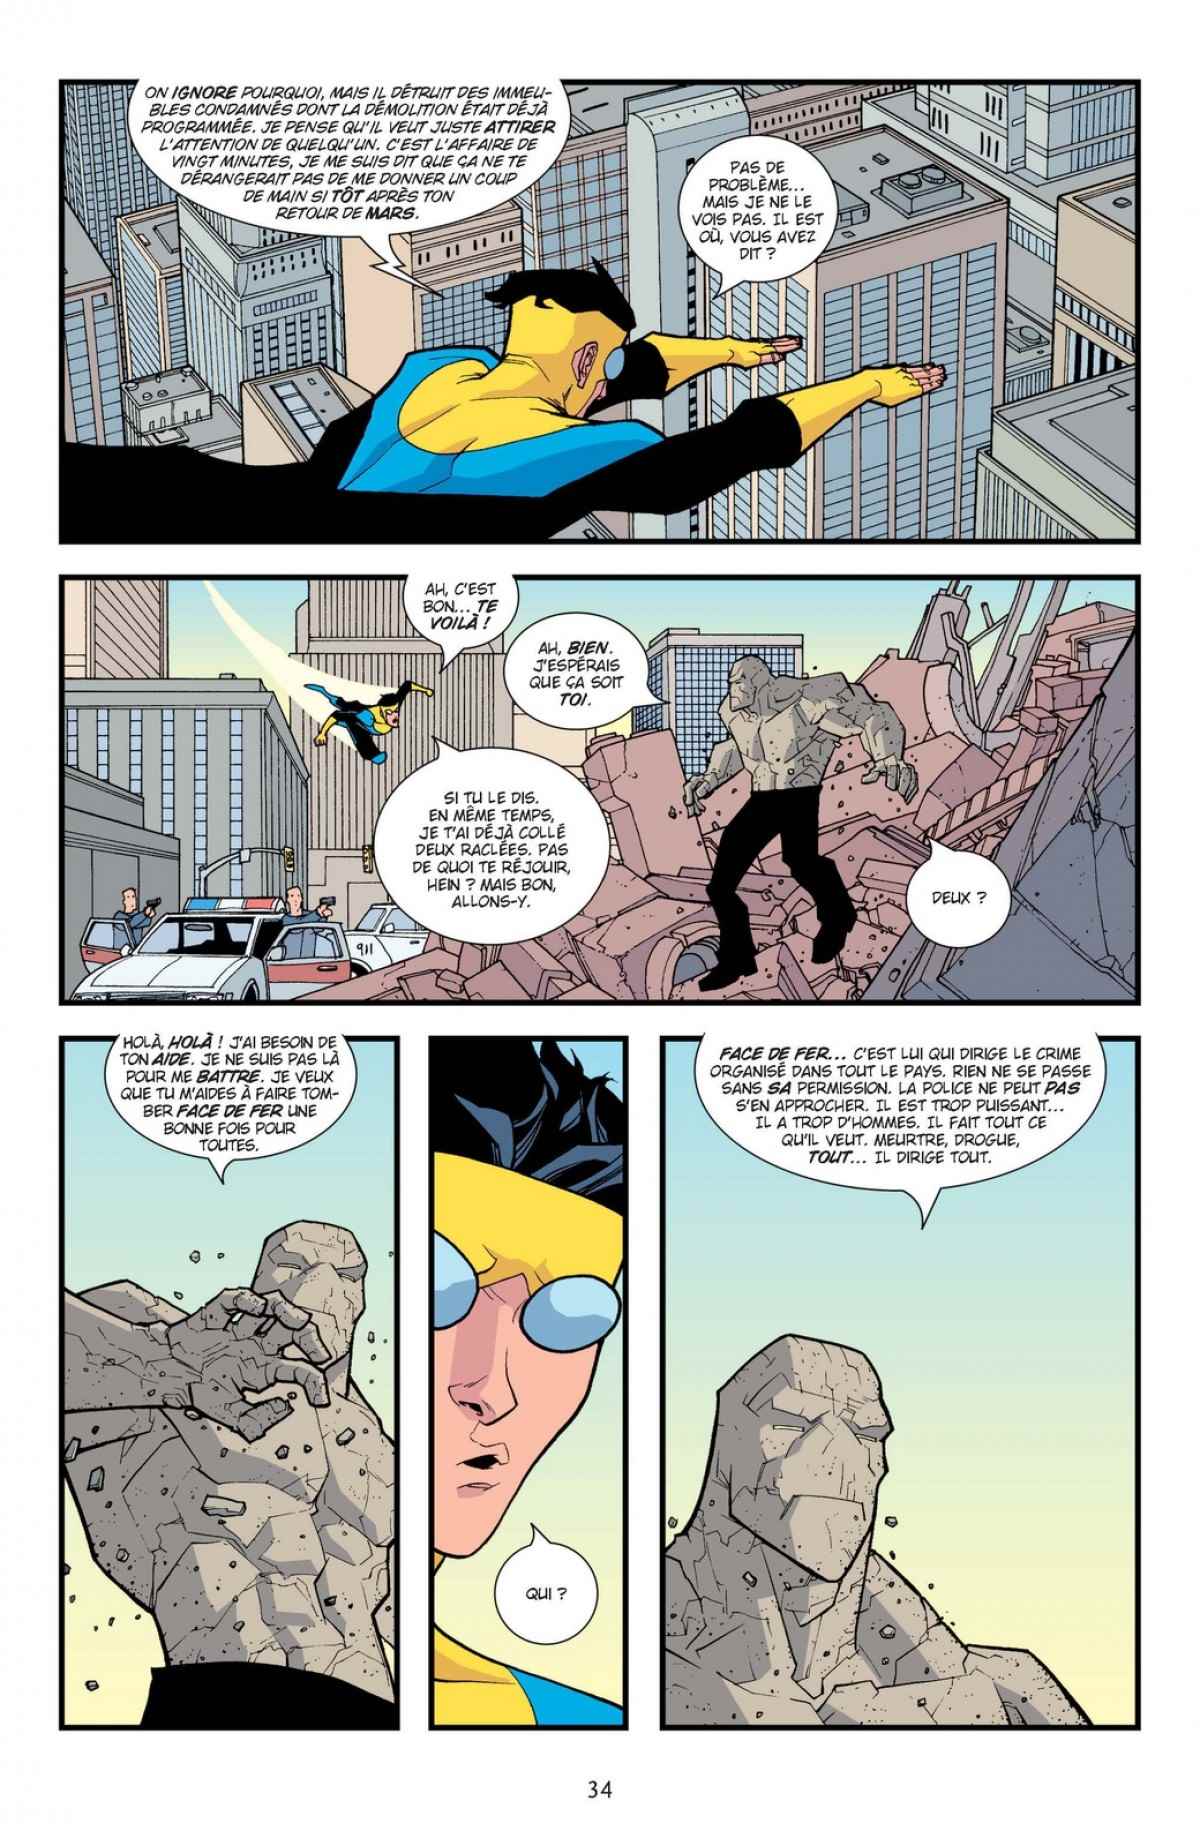 ON IGNORE POURQUOI, MAIS IL DÉTRUIT DES IMMEU-
BLES CONDAMNÉS DONT LA DÉMOLITION ÉTAIT DÉJÀ
PROGRAMMÉE. JE PENSE QU'IL VEUT JUSTE ATTIRER
L'ATTENTION DE QUELQU'UN. C'EST L'AFFAIRE DE
VINGT MINUTES, JE ME SUIS DIT QUE ÇA NE TE
DÉRANGERAIT PAS DE ME DONNER UN COUP
DE MAIN SI TÔT APRÈS TON
RETOUR DE MARS.
PAS DE
PROBLÈME...
MAIS JE NE LE
VOIS PAS. IL EST
OÙ, VOUS AVEZ
DIT ?
AH, C'EST
BON... TE
VOILÀ !
AH, BIEN.
J'ESPÉRAIS
QUE ÇA SOIT
TOI.
SI TU LE DIS.
EN MÊME TEMPS,
JE T'AI DÉJÀ COLLÉ
DEUX RACLÉES. PAS
DE QUOI TE RÉJOUIR,
HEIN ? MAIS BON,
ALLONS-Y.
DEUX ?
911
HOLÀ, HOLÀ ! J'AI BESOIN DE
TON AIDE. JE NE SUIS PAS LÀ
POUR ME BATTRE. JE VEUX
QUE TU M'AIDES À FAIRE TOM-
BER FACE DE FER UNE
BONNE FOIS POUR
TOUTES.
QUI ?
FACE DE FER... C'EST LUI QUI DIRIGE LE CRIME
ORGANISÉ DANS TOUT LE PAYS. RIEN NE SE PASSE
SANS SA PERMISSION. LA POLICE NE PEUT PAS
S'EN APPROCHER. IL EST TROP PUISSANT...
IL A TROP D'HOMMES. IL FAIT TOUT CE
QU'IL VEUT. MEURTRE, DROGUE,
TOUT... IL DIRIGE TOUT.
34